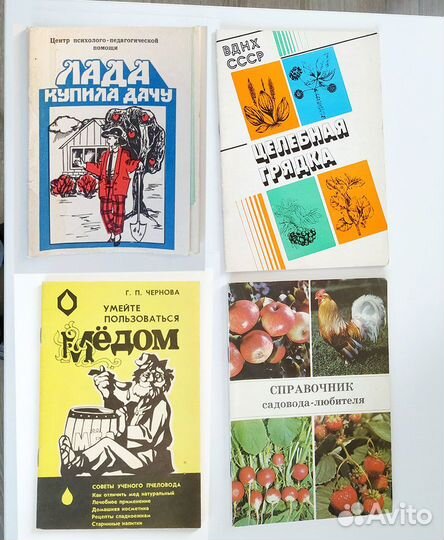 Центр психолого-педагогической
помощи
ЛАДА
КУПИЛА ДАЧУ
ВДНХ
СССР
ЦЕЛЕБНАЯ
ГРЯДКА
Г. П. ЧЕРНОВА
УМЕЙТЕ
ПОЛЬЗОВАТЬСЯ
МЁДОМ
СОВЕТЫ УЧЕНОГО ПЧЕЛОВОДА
Как отличить мед натуральный
Лечебное применение
Домашняя косметика
Рецепты сладкоежкам
Старинные напитки
СПРАВОЧНИК
садовода-любителя
Avito